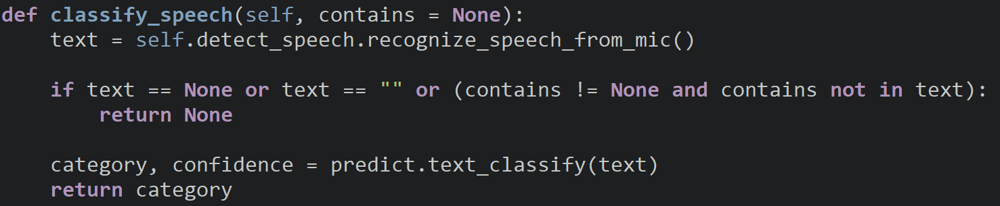 def classify_speech(self, contains = None):
    text = self.detect_speech.recognize_speech_from_mic()

    if text == None or text == "" or (contains != None and contains not in text):
        return None

    category, confidence = predict.text_classify(text)
    return category